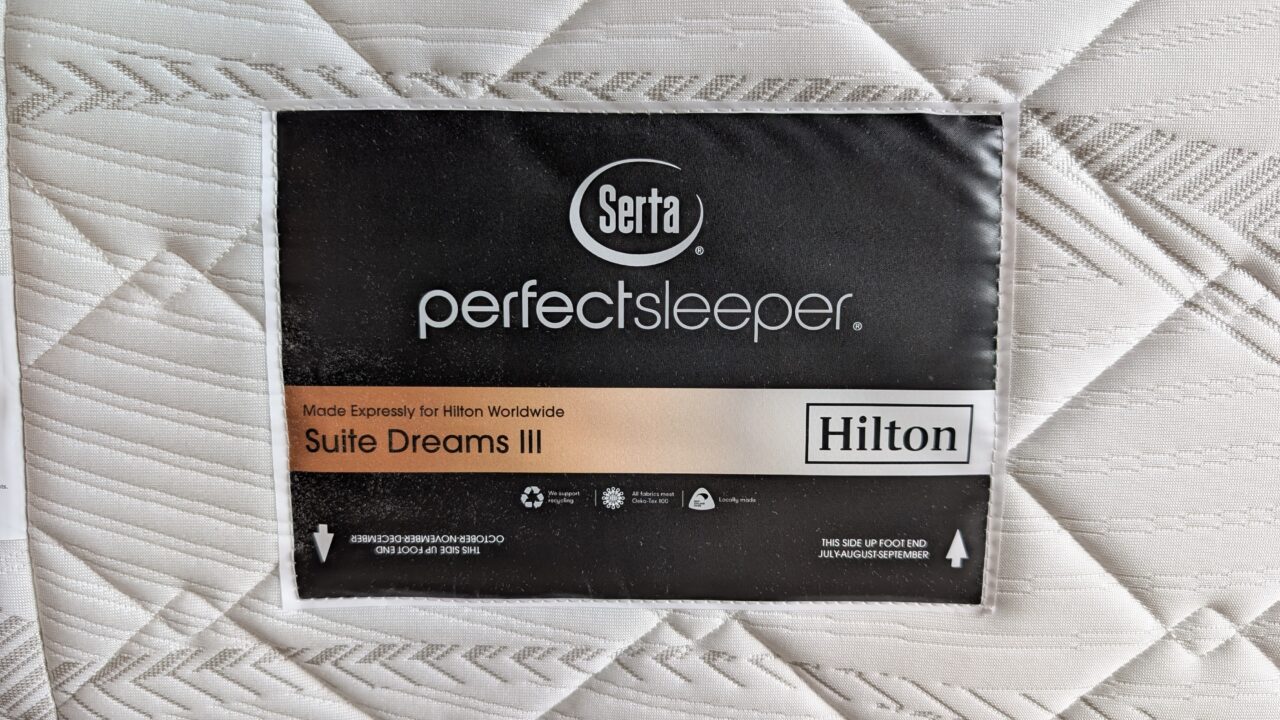 Serta®
perfectsleeper®
Made Expressly for Hilton Worldwide
Suite Dreams III
Hilton
We support
recycling
All fabrics meet
Oeko-Tex 100
Locally made
THIS SIDE UP FOOT END
OCTOBER-NOVEMBER-DECEMBER
THIS SIDE UP FOOT END
JULY-AUGUST-SEPTEMBER